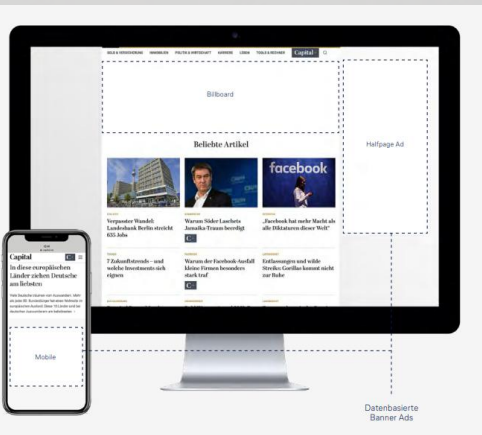 GELD & VERSICHERUNG IMMOBILIEN POLITIK & WIRTSCHAFT KARRIERE LEBEN TOOLS & RECHNER Capital+
Billboard
Halfpage Ad
Beliebte Artikel
facebook
Verpasster Wandel:
Landesbank Berlin streicht
635 Jobs
Warum Söder Laschets
Jamaika-Traum beerdigt
„Facebook hat mehr Macht als
alle Diktaturen dieser Welt“
7 Zukunftstrends – und
welche Investments sich
eignen
Warum der Facebook-Ausfall
kleine Firmen besonders
stark traf
Entlassungen und wilde
Streiks: Gorillas kommt nicht
zur Ruhe
Capital
In diese europäischen
Länder ziehen Deutsche
am liebsten
Mobile
Datenbasierte
Banner Ads